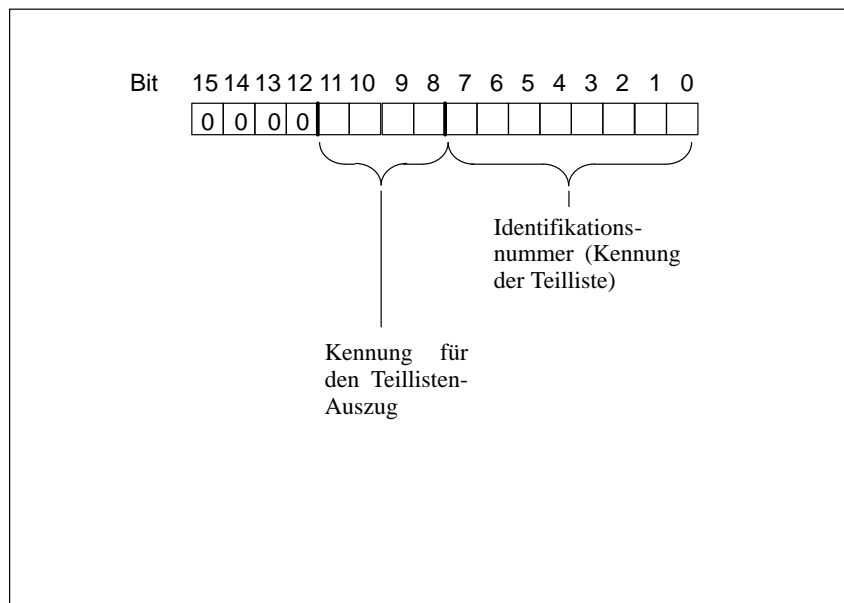 Bit 15 14 13 12 11 10 9 8 7 6 5 4 3 2 1 0
0 0 0 0
Identifikations-
nummer (Kennung
der Teilliste)
Kennung für
den Teillisten-
Auszug